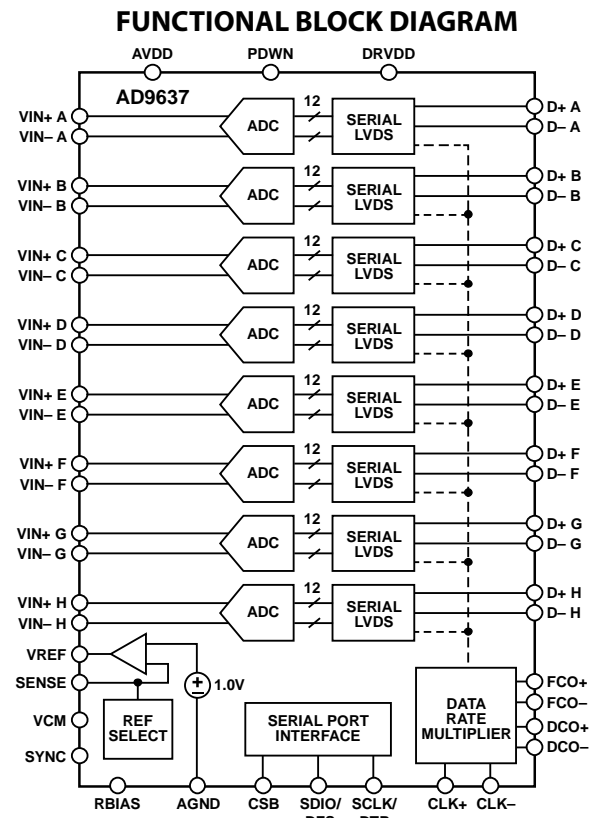 FUNCTIONAL BLOCK DIAGRAM
AVDD
PDWN
DRVDD
AD9637
VIN+ A
VIN– A
ADC
12
SERIAL
LVDS
D+ A
D– A
VIN+ B
VIN– B
ADC
12
SERIAL
LVDS
D+ B
D– B
VIN+ C
VIN– C
ADC
12
SERIAL
LVDS
D+ C
D– C
VIN+ D
VIN– D
ADC
12
SERIAL
LVDS
D+ D
D– D
VIN+ E
VIN– E
ADC
12
SERIAL
LVDS
D+ E
D– E
VIN+ F
VIN– F
ADC
12
SERIAL
LVDS
D+ F
D– F
VIN+ G
VIN– G
ADC
12
SERIAL
LVDS
D+ G
D– G
VIN+ H
VIN– H
ADC
12
SERIAL
LVDS
D+ H
D– H
VREF
SENSE
VCM
SYNC
REF
SELECT
1.0V
SERIAL PORT
INTERFACE
DATA
RATE
MULTIPLIER
FCO+
FCO–
DCO+
DCO–
RBIAS
AGND
CSB
SDIO/
SCLK/
CLK+
CLK–